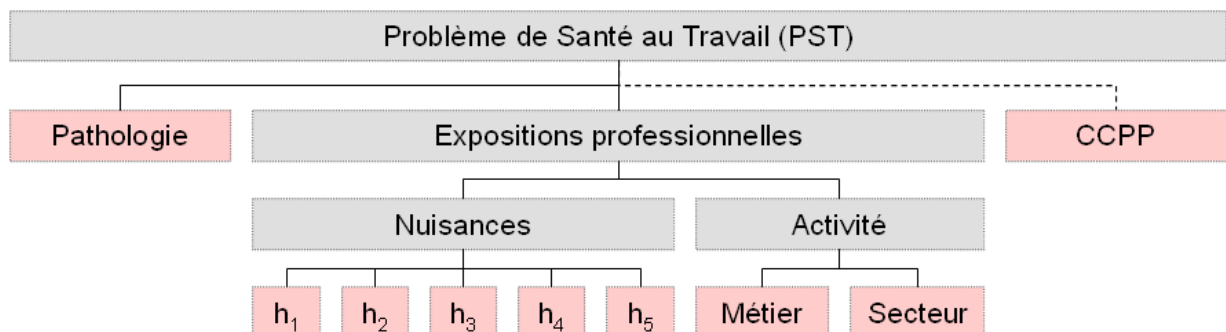 Problème de Santé au Travail (PST)
Pathologie
Expositions professionnelles
CCPP
Nuisances
Activité
h₁
h₂
h₃
h₄
h₅
Métier
Secteur